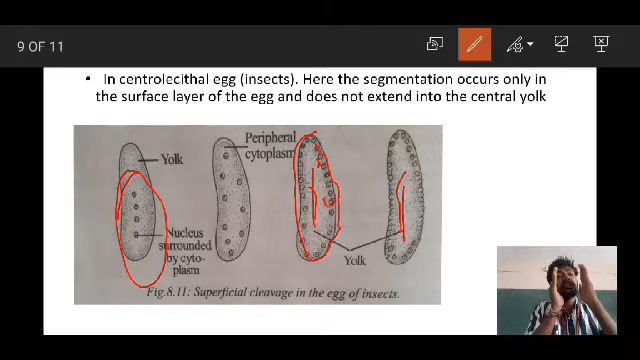 9 OF 11
• In centrolecithal egg (insects). Here the segmentation occurs only in
the surface layer of the egg and does not extend into the central yolk
Yolk
Peripheral
cytoplasm
Nucleus
surrounded
by cyto-
plasm
Yolk
Fig.8.11: Superficial cleavage in the egg of insects.